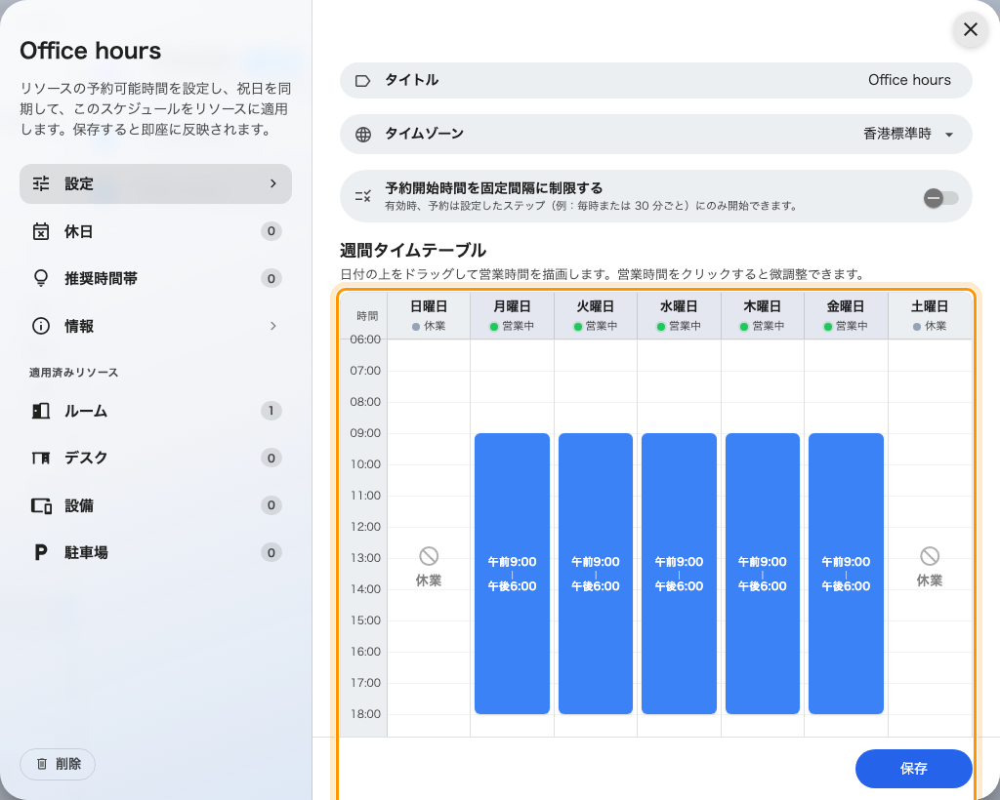 Office hours
リソースの予約可能時間を設定し、祝日を同
期して、このスケジュールをリソースに適用
します。保存すると即座に反映されます。
設定
休日 0
推奨時間帯 0
情報
適用済みリソース
ルーム 1
デスク 0
設備 0
駐車場 0
削除
タイトル Office hours
タイムゾーン 香港標準時
予約開始時間を固定間隔に制限する
有効時、予約は設定したステップ（例：毎時または 30 分ごと）にのみ開始できます。
週間タイムテーブル
日付の上をドラッグして営業時間を描画します。営業時間をクリックすると微調整できます。
時間 日曜日 月曜日 火曜日 水曜日 木曜日 金曜日 土曜日
休業 営業中 営業中 営業中 営業中 営業中 休業
06:00
07:00
08:00
09:00
10:00
11:00
12:00
13:00
14:00
15:00
16:00
17:00
18:00
休業
午前9:00 午前9:00 午前9:00 午前9:00 午前9:00
午後6:00 午後6:00 午後6:00 午後6:00 午後6:00
休業
保存